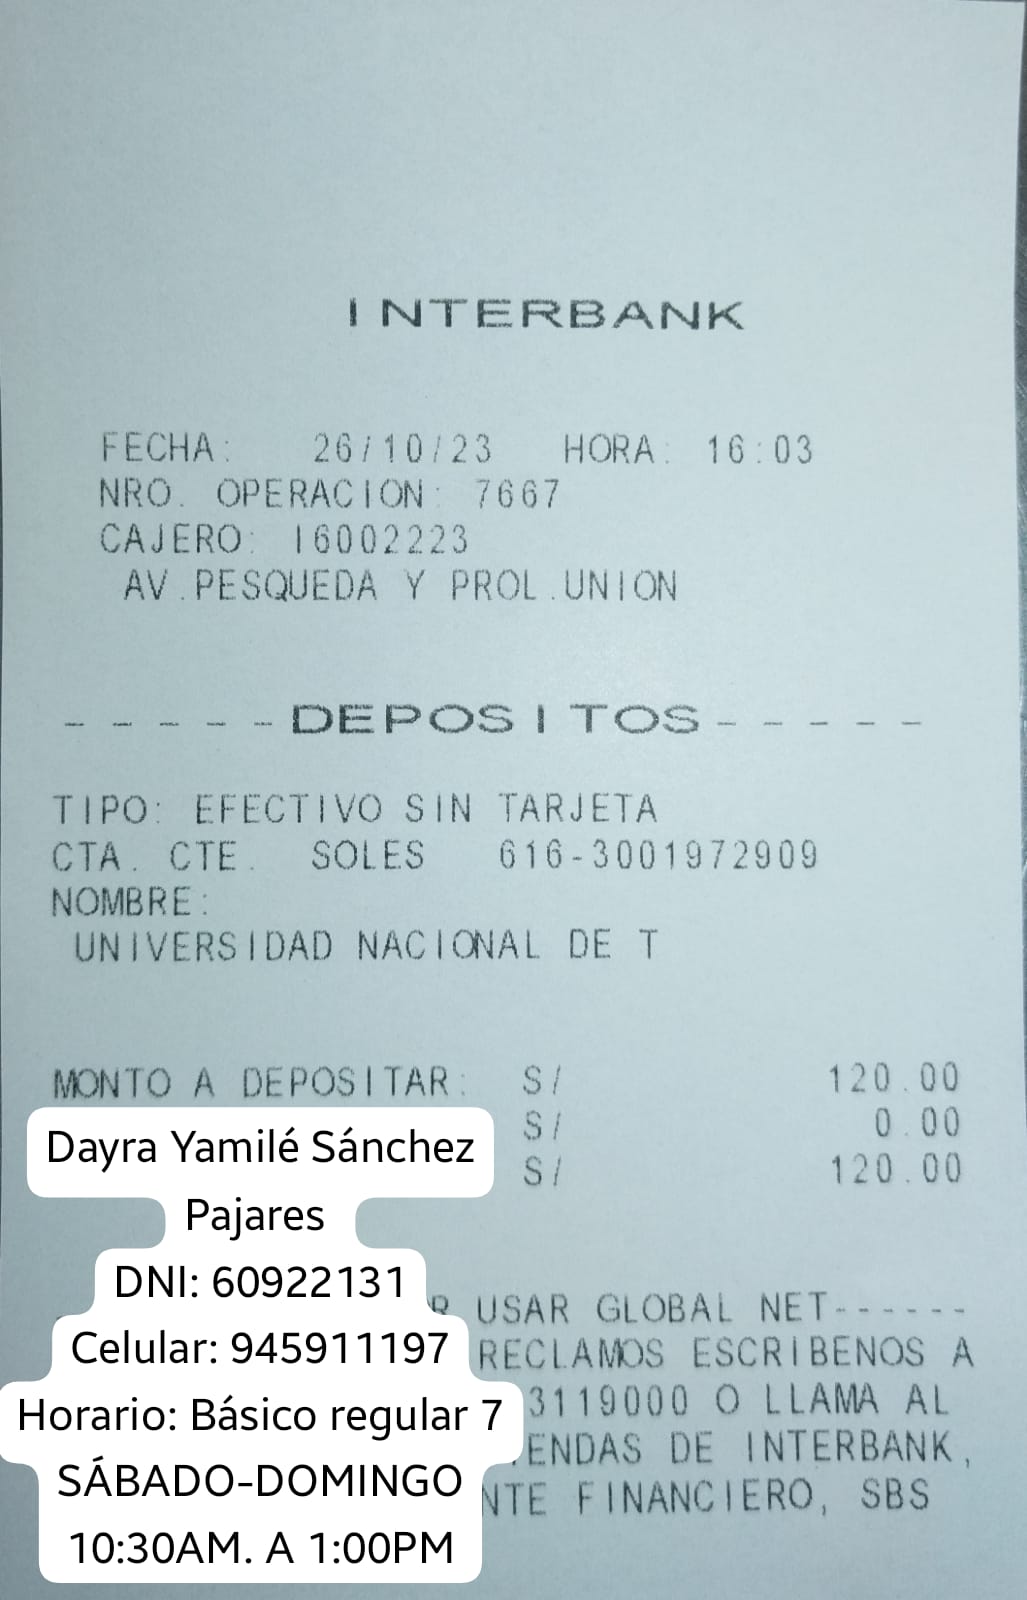 INTERBANK
FECHA: 26/10/23 HORA: 16:03
NRO. OPERACION: 7667
CAJERO: I6002223
AV.PESQUEDA Y PROL.UNION
-----DEPOSITOS-----
TIPO: EFECTIVO SIN TARJETA
CTA. CTE. SOLES 616-3001972909
NOMBRE:
UNIVERSIDAD NACIONAL DE T
MONTO A DEPOSITAR: S/ 120.00
S/ 0.00
S/ 120.00
Dayra Yamilé Sánchez
Pajares
DNI: 60922131
Celular: 945911197
Horario: Básico regular 7
SÁBADO-DOMINGO
10:30AM. A 1:00PM
USAR GLOBAL NET------
RECLAMOS ESCRIBENOS A
3119000 O LLAMA AL
ENDAS DE INTERBANK,
NTE FINANCIERO, SBS